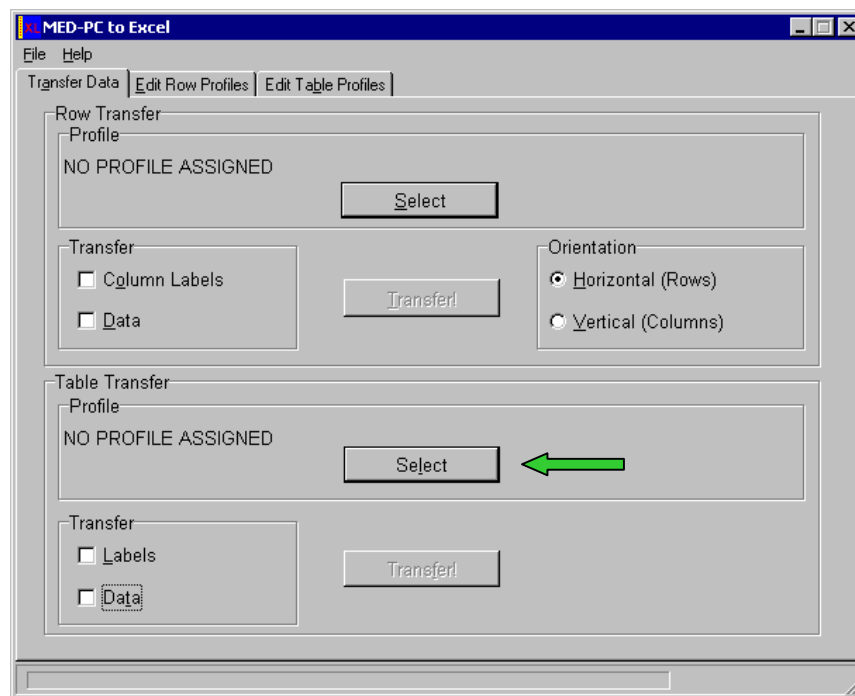 XL MED-PC to Excel
File Help
Transfer Data Edit Row Profiles Edit Table Profiles
Row Transfer
Profile
NO PROFILE ASSIGNED
Select
Transfer
Column Labels
Data
Transfer!
Orientation
Horizontal (Rows)
Vertical (Columns)
Table Transfer
Profile
NO PROFILE ASSIGNED
Select
Transfer
Labels
Data
Transfer!